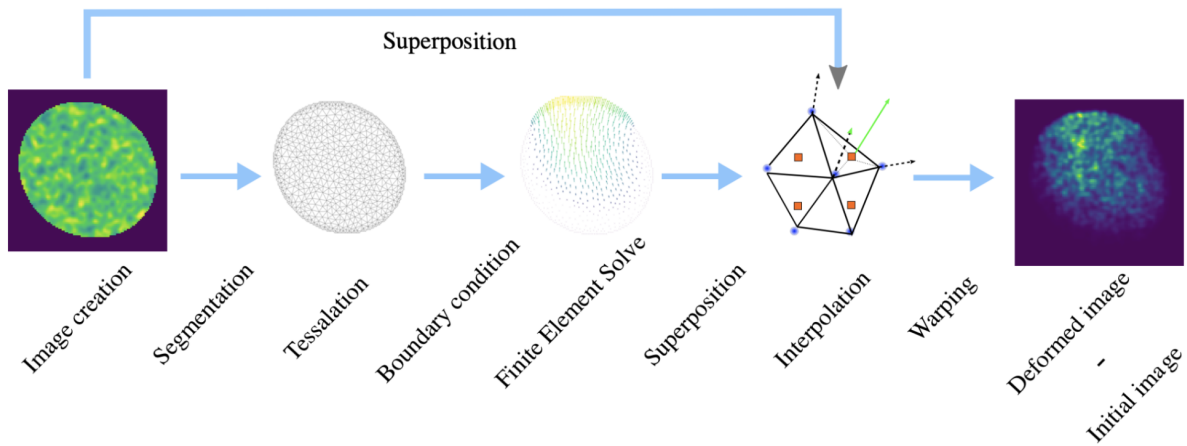 Superposition
Image creation
Segmentation
Tessalation
Boundary condition
Finite Element Solve
Superposition
Interpolation
Warping
Deformed image
-
Initial image